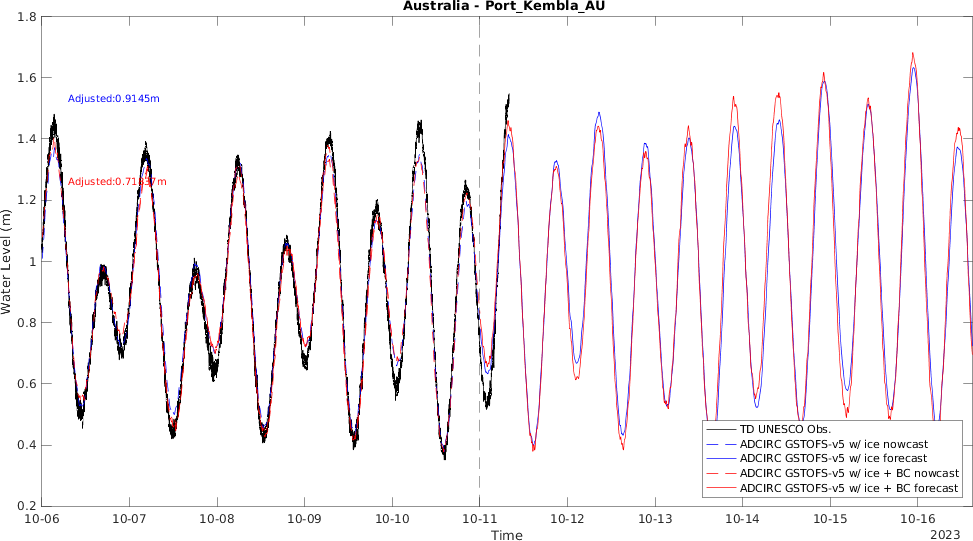 Australia - Port_Kembla_AU
1.8
1.6
1.4
1.2
1
0.8
0.6
0.4
0.2
Water Level (m)
Adjusted:0.9145m
TD UNESCO Obs.
ADCIRC GSTOFS-v5 w/ ice nowcast
ADCIRC GSTOFS-v5 w/ ice forecast
ADCIRC GSTOFS-v5 w/ ice + BC nowcast
ADCIRC GSTOFS-v5 w/ ice + BC forecast
10-06 10-07 10-08 10-09 10-10 10-11 10-12 10-13 10-14 10-15 10-16
Time
2023